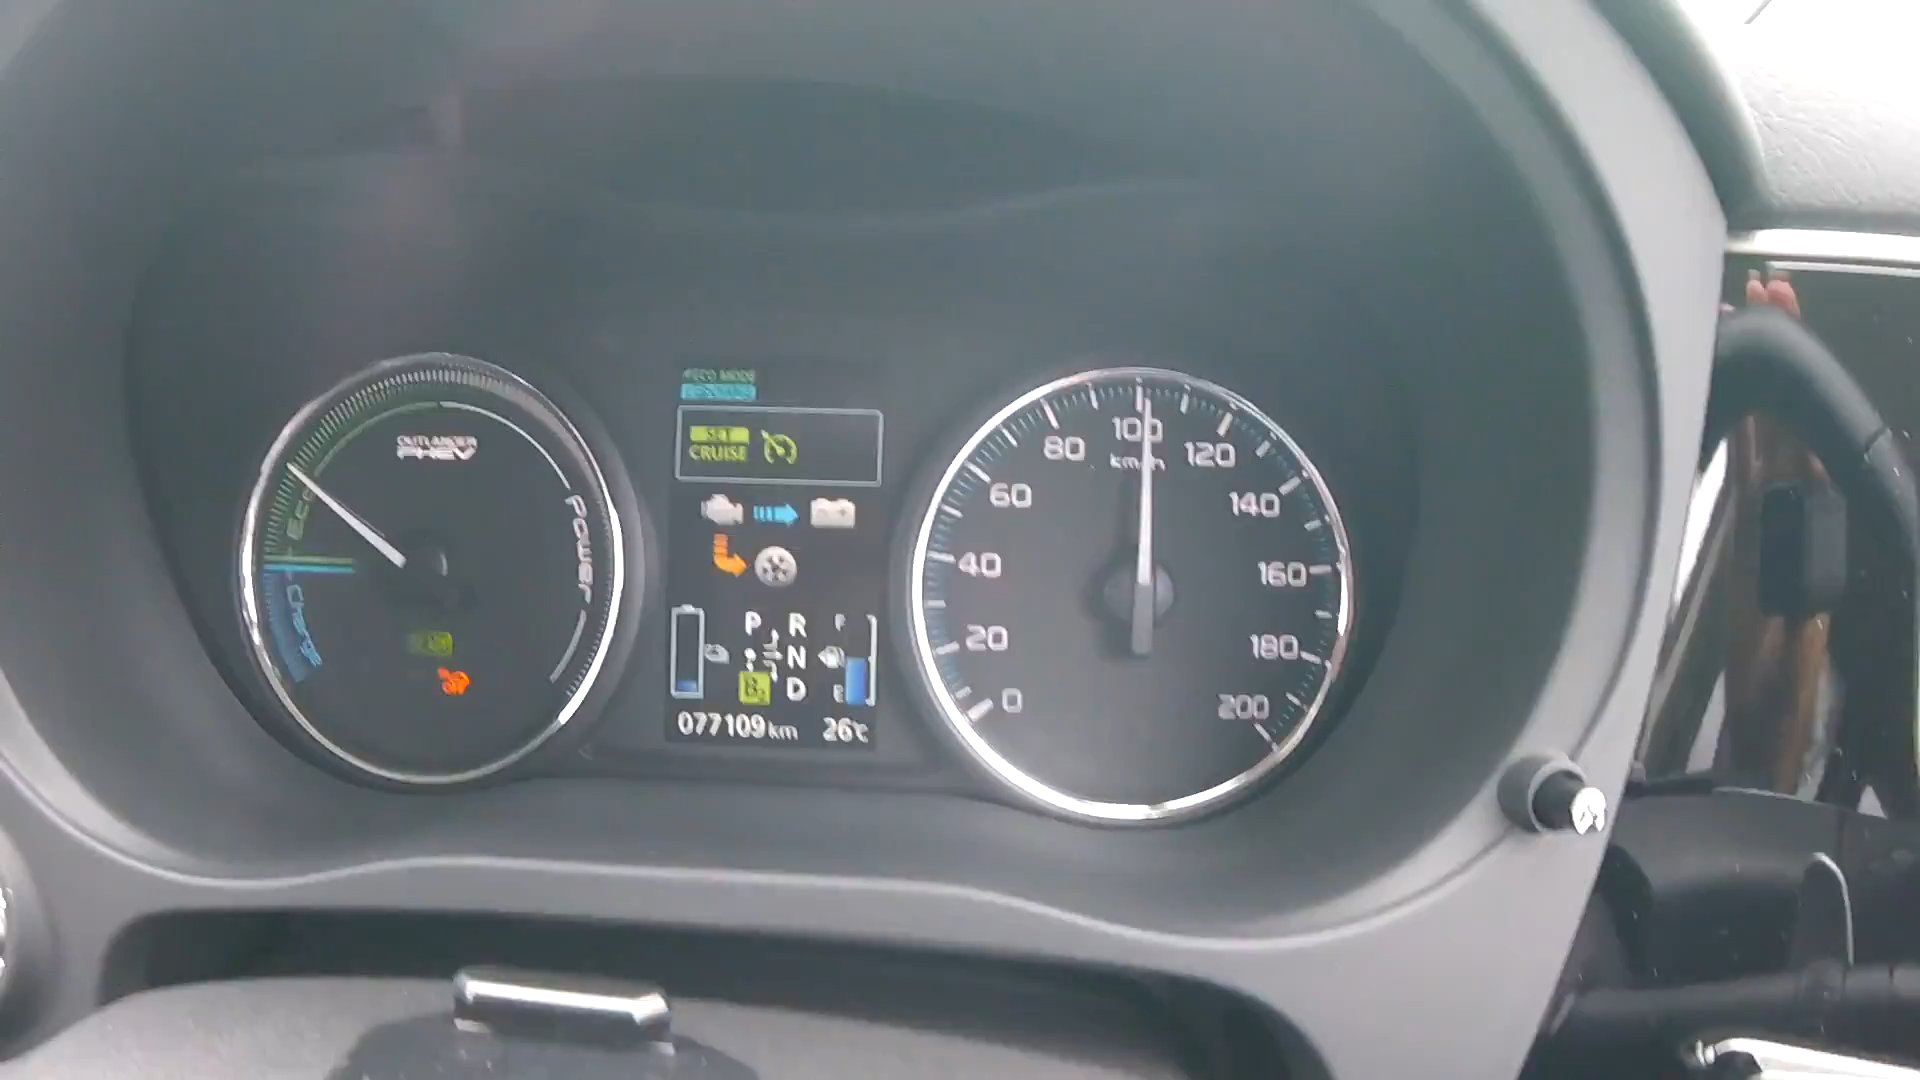 OUTLANDER
PHEV
Eco
Power
Charge
ECO MODE
SET
CRUISE
P R
N
B2 D
F
E
077109km 26℃
0
20
40
60
80
100
120
140
160
180
200
km/h